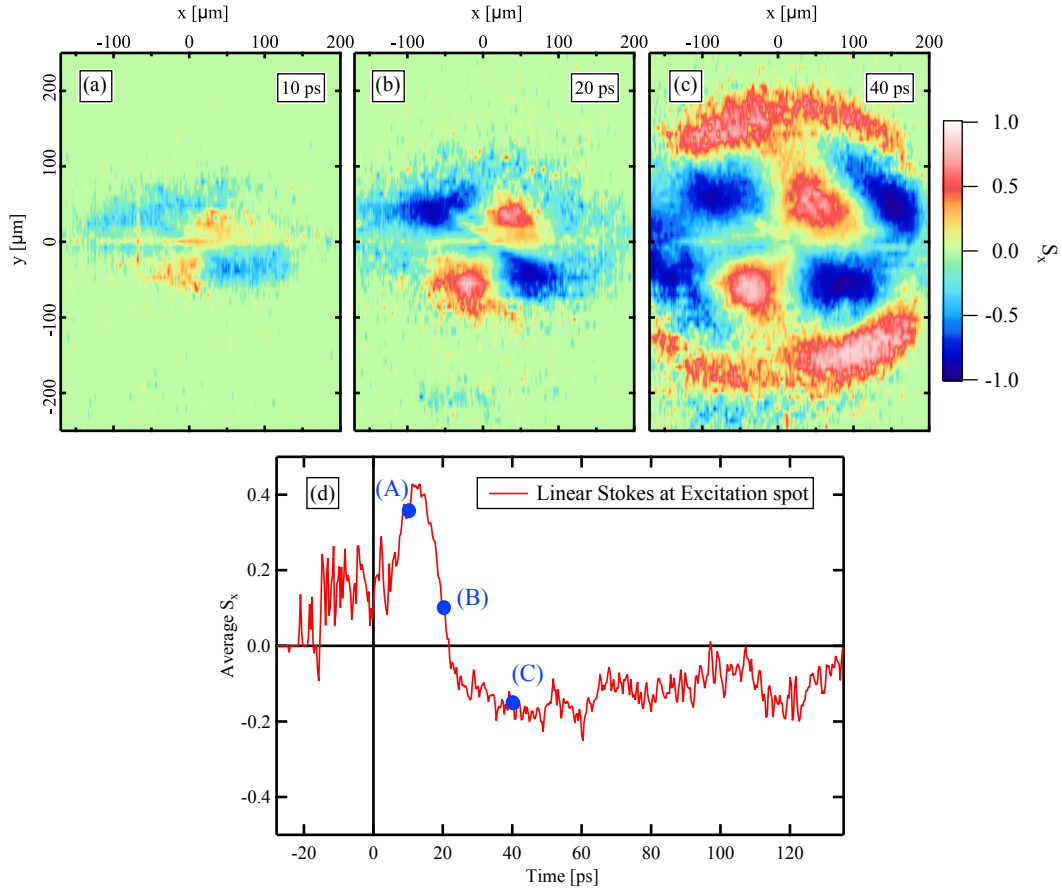 x [µm]
x [µm]
x [µm]
-100 0 100 200
-100 0 100 200
-100 0 100 200
(a) 10 ps
(b) 20 ps
(c) 40 ps
y [µm]
200
100
0
-100
-200
1.0
0.5
0.0
-0.5
-1.0
Sx
(d)
Linear Stokes at Excitation spot
(A)
(B)
(C)
Average Sx
0.4
0.2
0.0
-0.2
-0.4
-20 0 20 40 60 80 100 120
Time [ps]